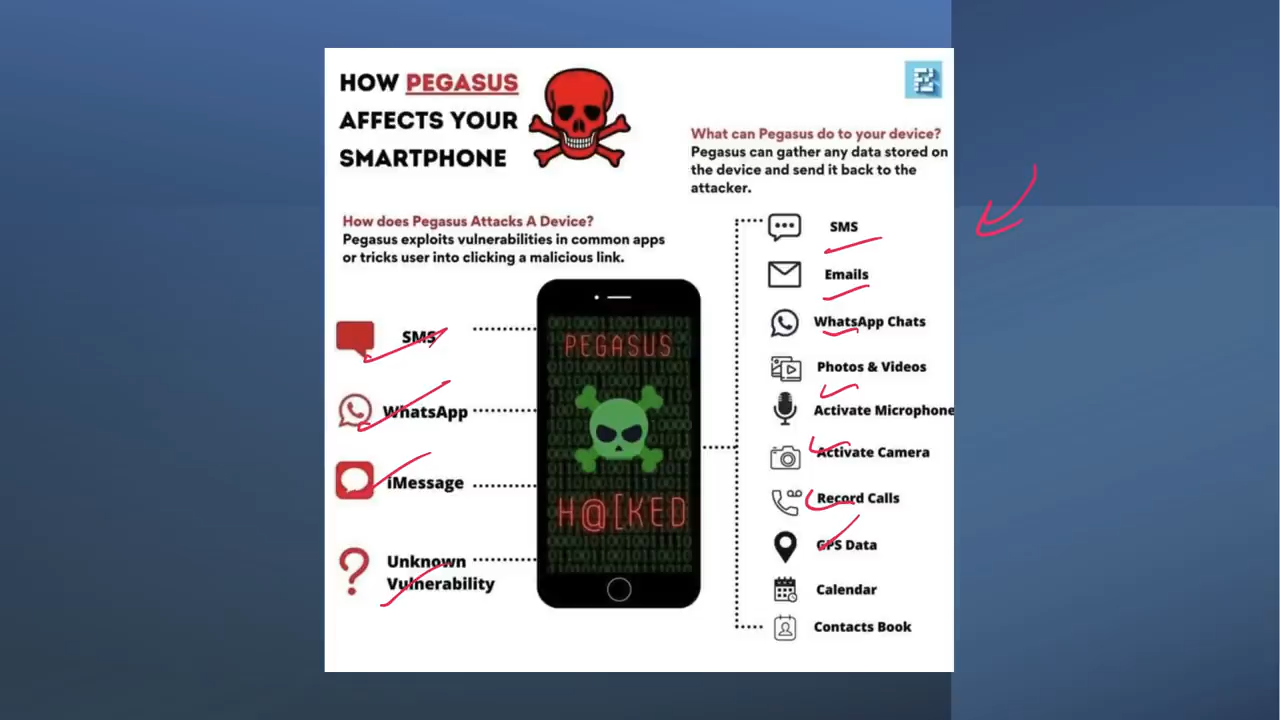 HOW PEGASUS
AFFECTS YOUR
SMARTPHONE
What can Pegasus do to your device?
Pegasus can gather any data stored on
the device and send it back to the
attacker.
How does Pegasus Attacks A Device?
Pegasus exploits vulnerabilities in common apps
or tricks user into clicking a malicious link.
SMS
WhatsApp
iMessage
Unknown
Vulnerability
PEGASUS
H@[KED
SMS
Emails
WhatsApp Chats
Photos & Videos
Activate Microphone
Activate Camera
Record Calls
GPS Data
Calendar
Contacts Book